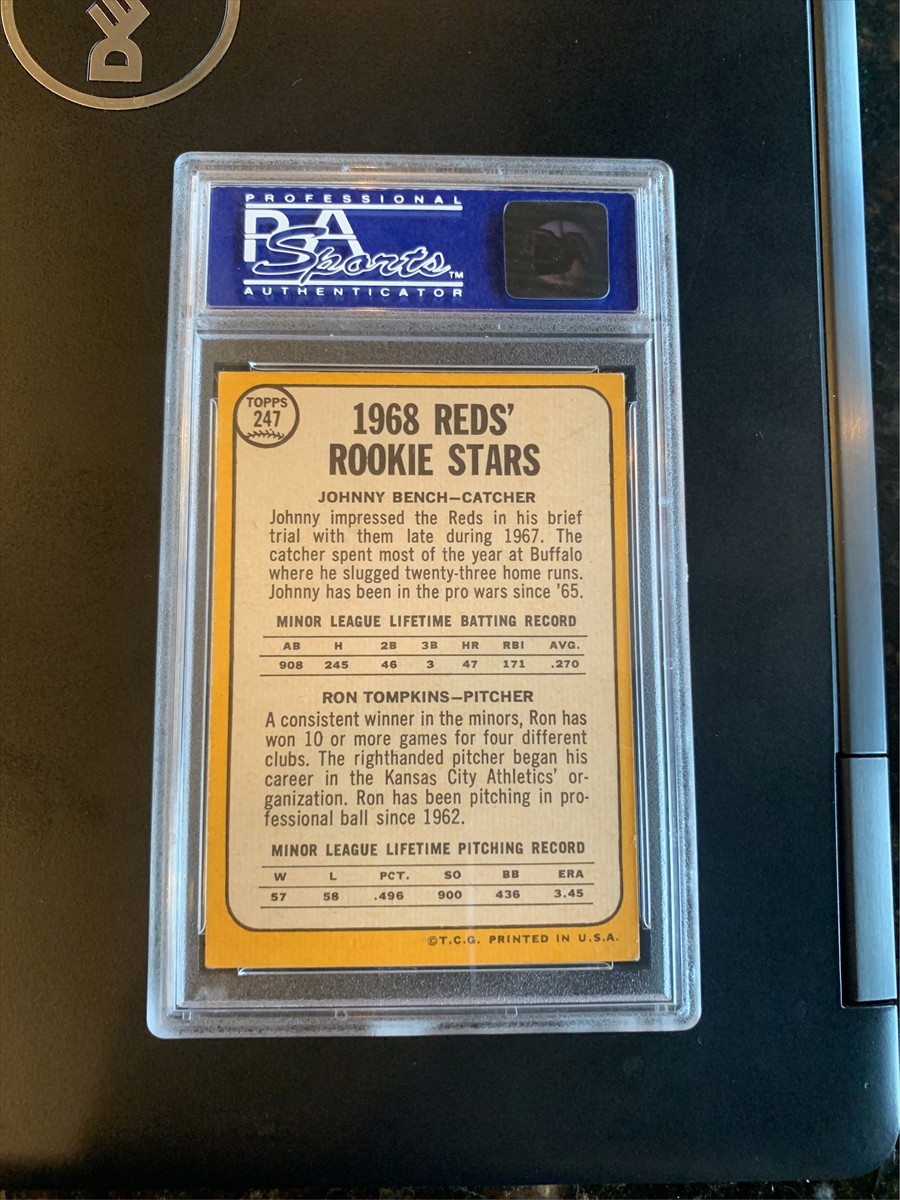 DELL
PROFESSIONAL
PSA
Sports™
AUTHENTICATOR
TOPPS
247
1968 REDS'
ROOKIE STARS
JOHNNY BENCH—CATCHER
Johnny impressed the Reds in his brief
trial with them late during 1967. The
catcher spent most of the year at Buffalo
where he slugged twenty-three home runs.
Johnny has been in the pro wars since '65.
MINOR LEAGUE LIFETIME BATTING RECORD
AB H 2B 3B HR RBI AVG.
908 245 46 3 47 171 .270
RON TOMPKINS—PITCHER
A consistent winner in the minors, Ron has
won 10 or more games for four different
clubs. The righthanded pitcher began his
career in the Kansas City Athletics' or-
ganization. Ron has been pitching in pro-
fessional ball since 1962.
MINOR LEAGUE LIFETIME PITCHING RECORD
W L PCT. SO BB ERA
57 58 .496 900 436 3.45
©T.C.G. PRINTED IN U.S.A.